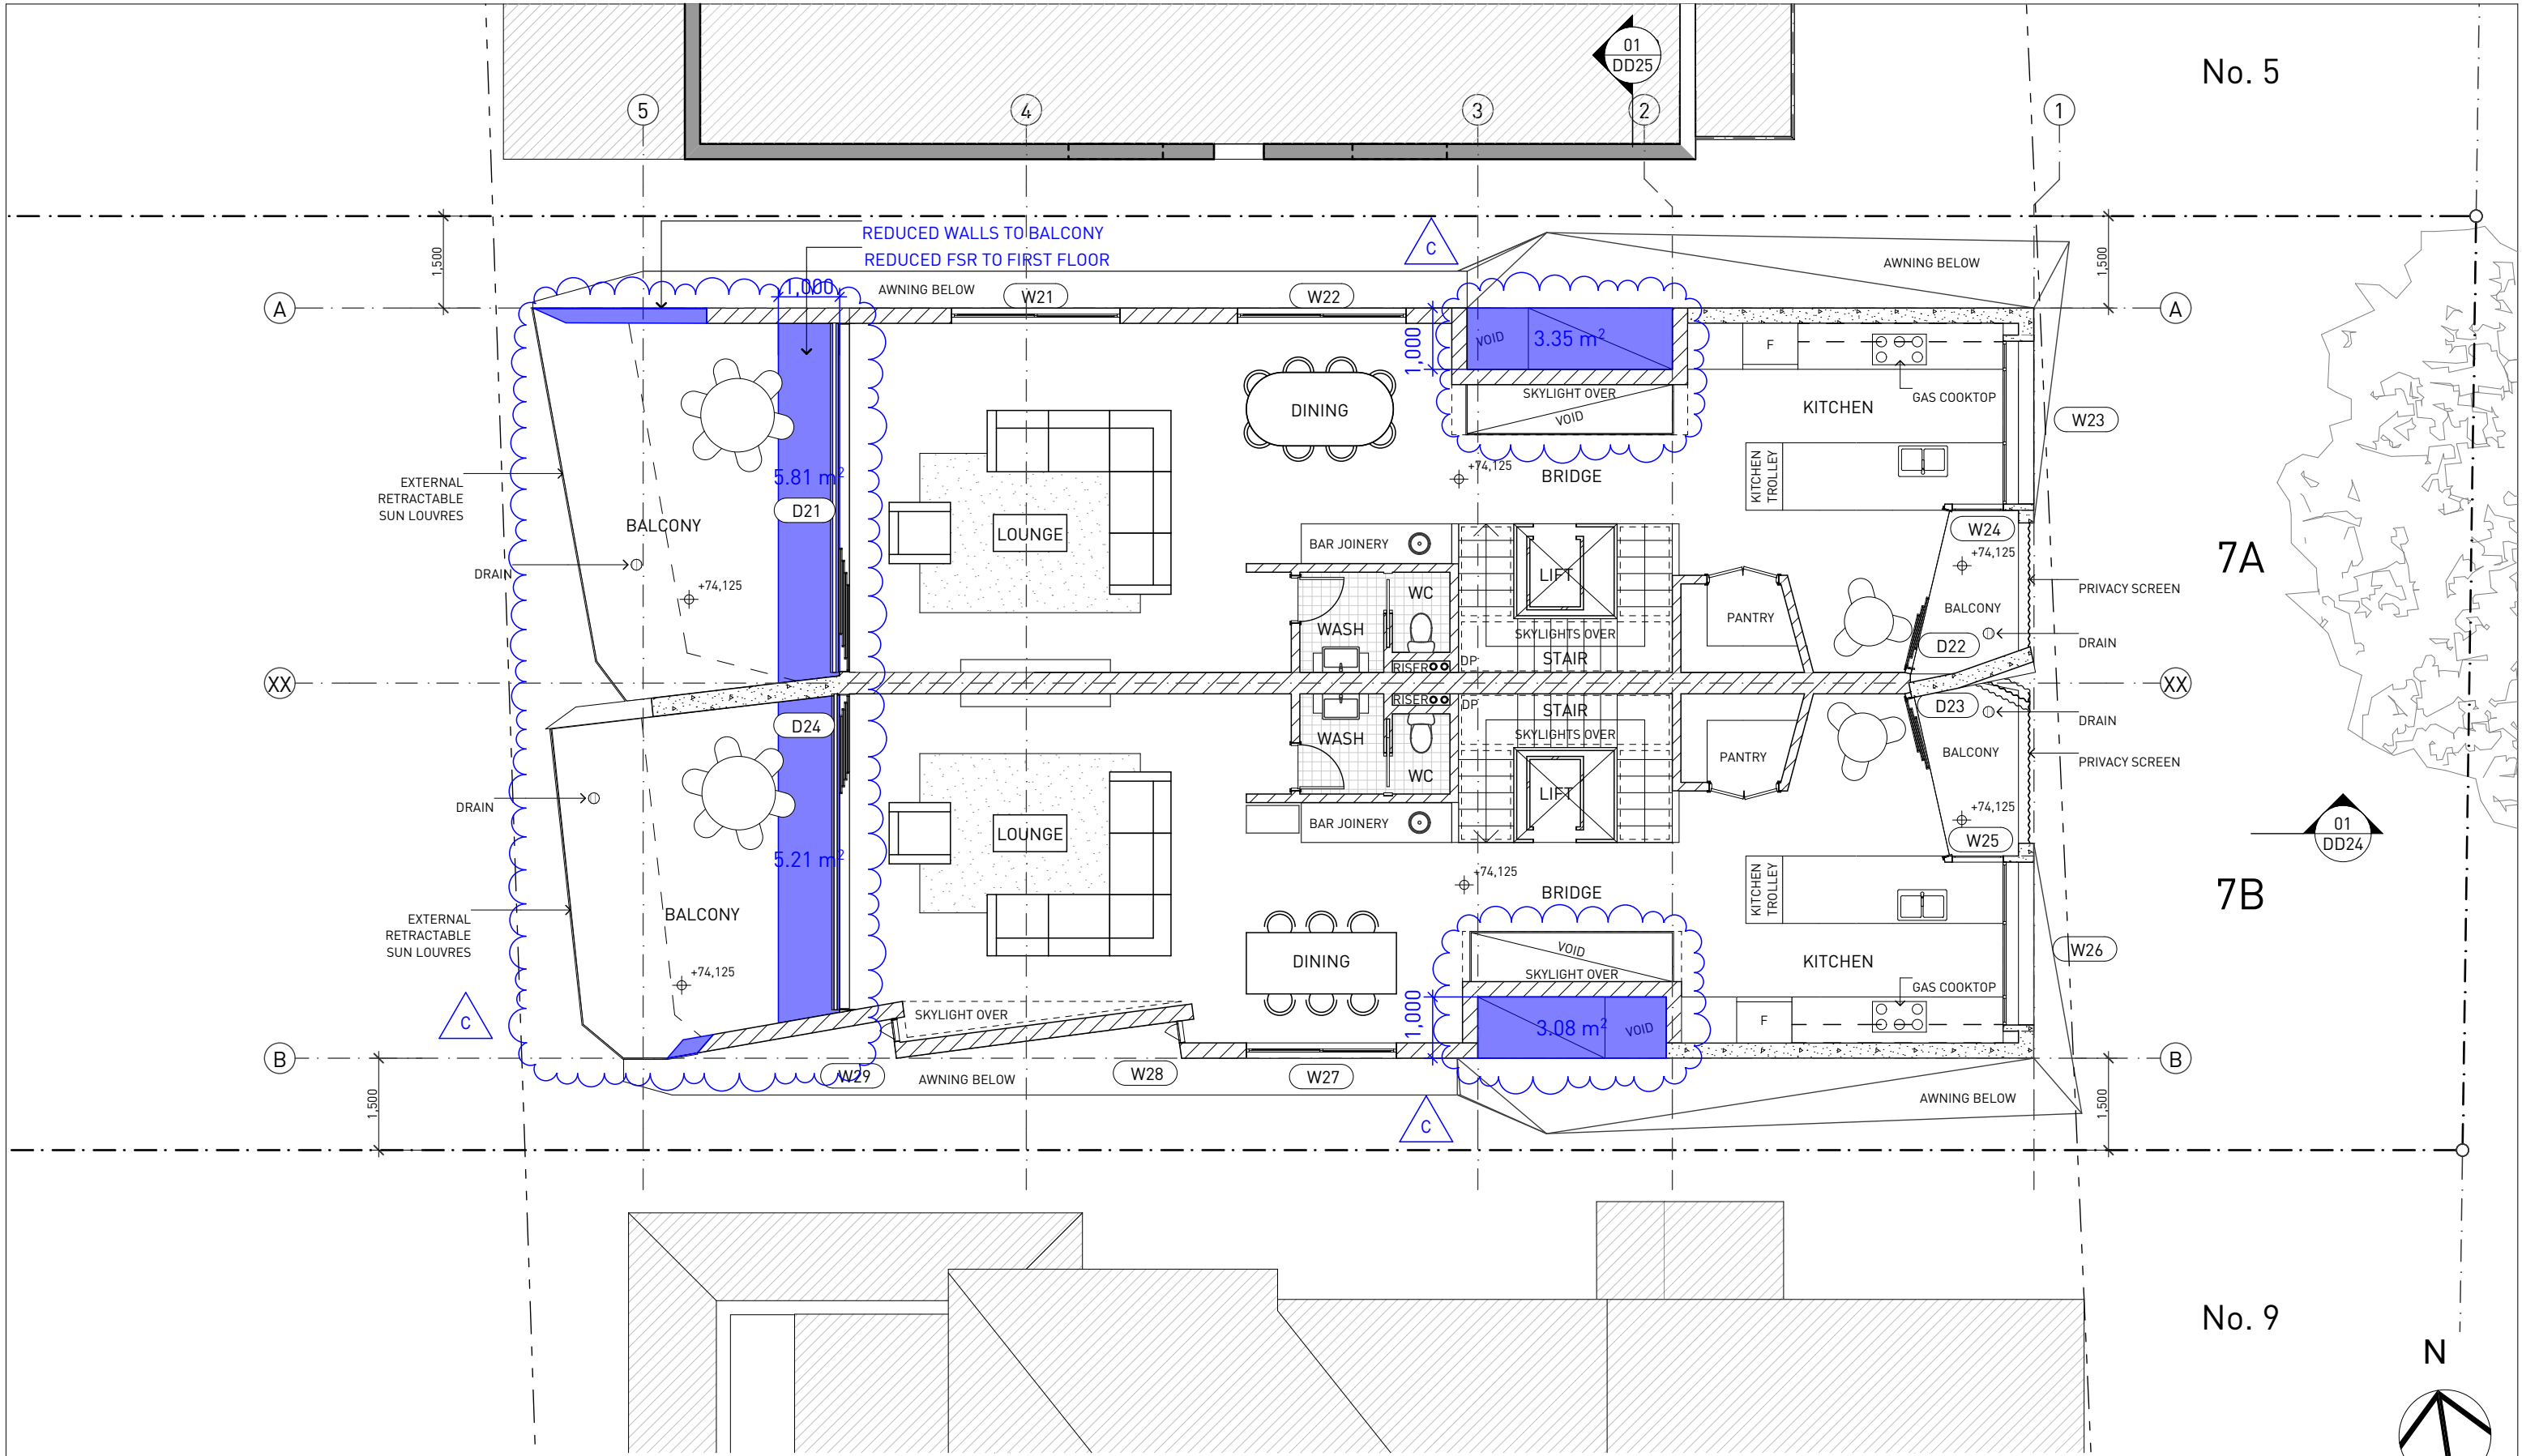 01
DD25
No. 5
5
4
3
2
1
REDUCED WALLS TO BALCONY
REDUCED FSR TO FIRST FLOOR
C
1,500
1,500
AWNING BELOW
1,000
AWNING BELOW
W21
W22
A
A
VOID
3.35 m²
1,000
F
SKYLIGHT OVER
VOID
GAS COOKTOP
KITCHEN
DINING
W23
+74,125
BRIDGE
KITCHEN
TROLLEY
5.81 m²
EXTERNAL
RETRACTABLE
SUN LOUVRES
D21
BALCONY
LOUNGE
BAR JOINERY
W24
+74,125
7A
DRAIN
LIFT
+74,125
WC
PRIVACY SCREEN
BALCONY
PANTRY
WASH
SKYLIGHTS OVER
D22
DRAIN
STAIR
DP
RISER
XX
XX
RISER
DP
D23
STAIR
DRAIN
D24
SKYLIGHTS OVER
WASH
BALCONY
PANTRY
PRIVACY SCREEN
WC
LIFT
+74,125
DRAIN
BAR JOINERY
LOUNGE
W25
01
DD24
5.21 m²
+74,125
BRIDGE
KITCHEN
TROLLEY
7B
BALCONY
EXTERNAL
RETRACTABLE
SUN LOUVRES
VOID
W26
DINING
KITCHEN
SKYLIGHT OVER
+74,125
GAS COOKTOP
C
SKYLIGHT OVER
1,000
3.08 m²
VOID
F
B
B
W29
AWNING BELOW
W28
W27
1,500
AWNING BELOW
1,500
C
No. 9
N